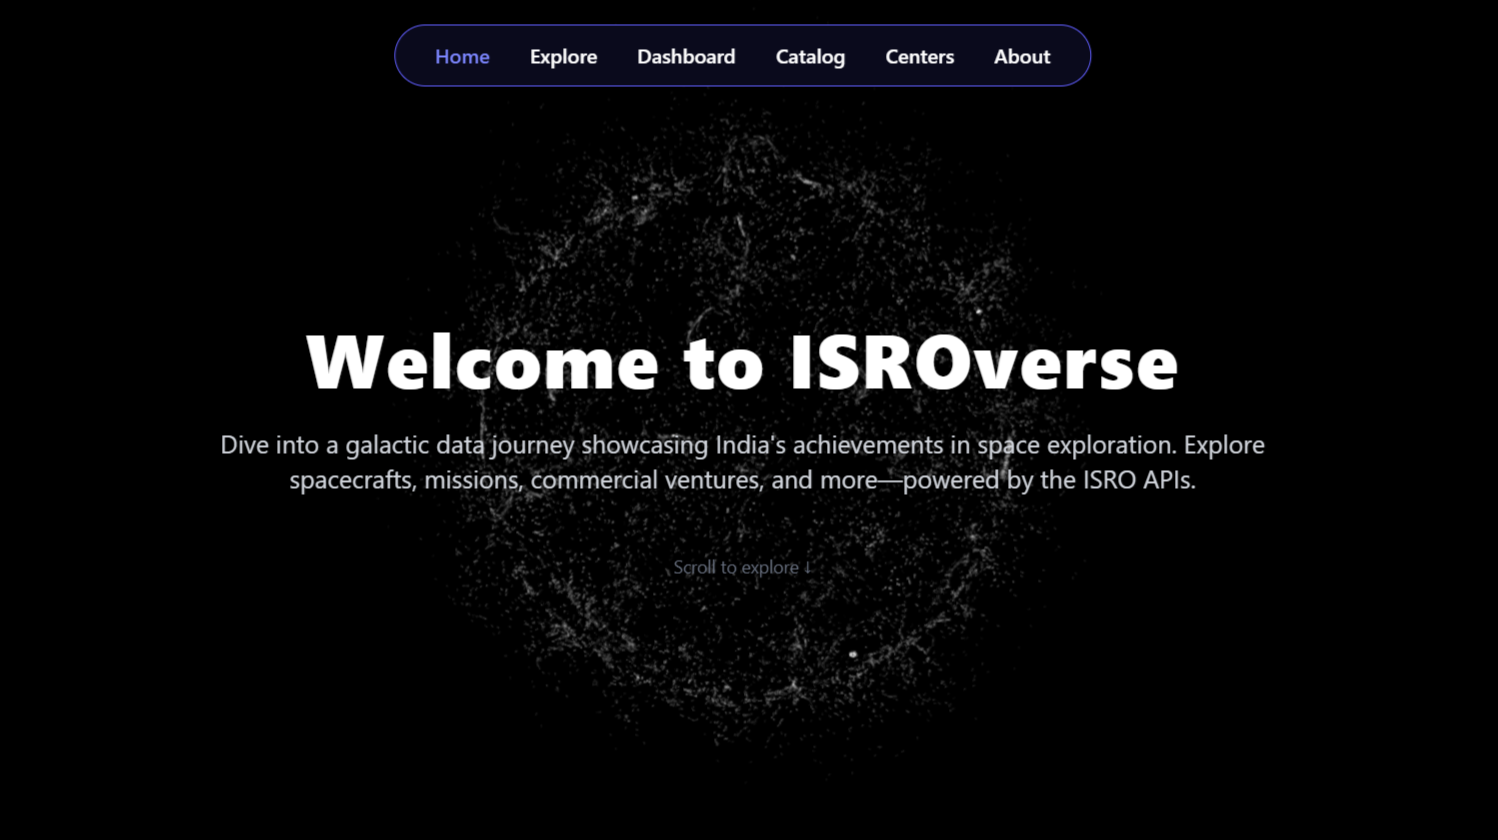 Home Explore Dashboard Catalog Centers About
Welcome to ISROverse
Dive into a galactic data journey showcasing India's achievements in space exploration. Explore
spacecrafts, missions, commercial ventures, and more—powered by the ISRO APIs.
Scroll to explore ↓